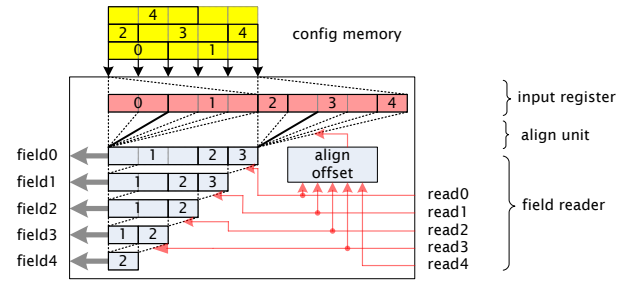 4
2 3 4
0 1
config memory
0 1 2 3 4
input register
align unit
field0 1 2 3
align offset
field1 1 2 3
read0
field2 1 2
read1
field reader
read2
field3 1 2
read3
field4 2
read4